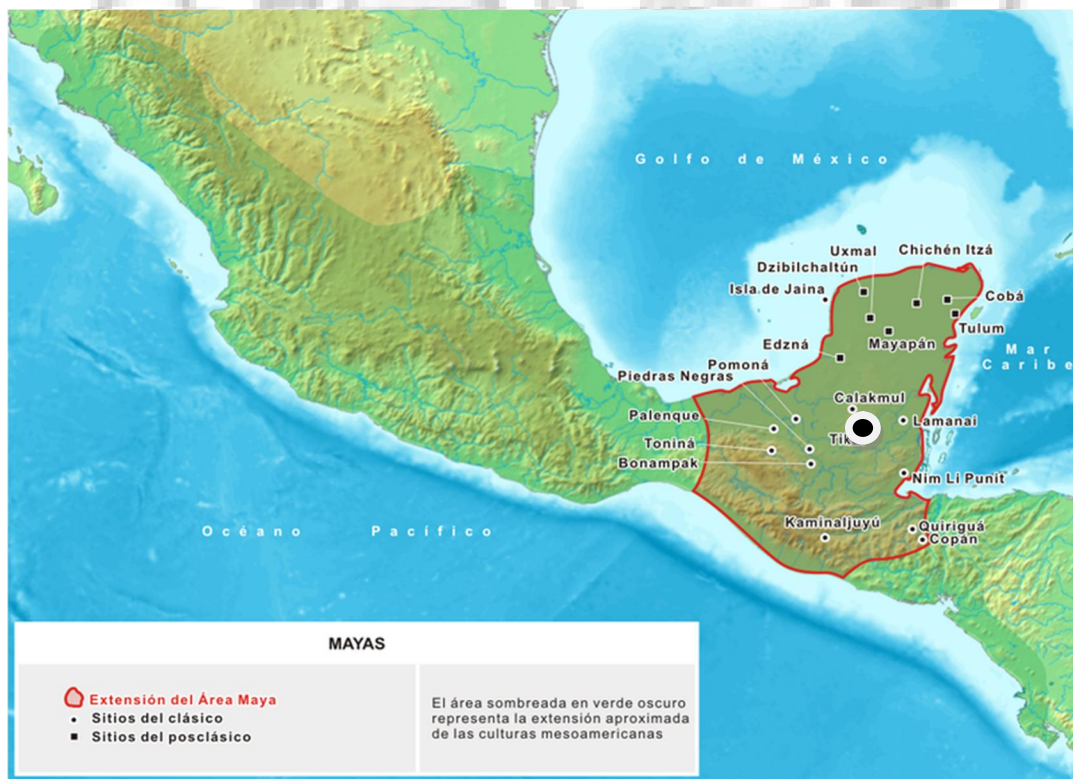 Golfo de México
Uxmal
Chichén Itzá
Dzibilchaltún
Isla de Jaina
Cobá
Tulum
Edzná
Mayapán
Mar
Caribe
Pomoná
Piedras Negras
Calakmul
Palenque
Lamanai
Toniná
Bonampak
Nim Li Punit
Océano Pacífico
Kaminaljuyú
Quiriguá
Copán
MAYAS
Extensión del Área Maya
Sitios del clásico
Sitios del posclásico
El área sombreada en verde oscuro
representa la extensión aproximada
de las culturas mesoamericanas